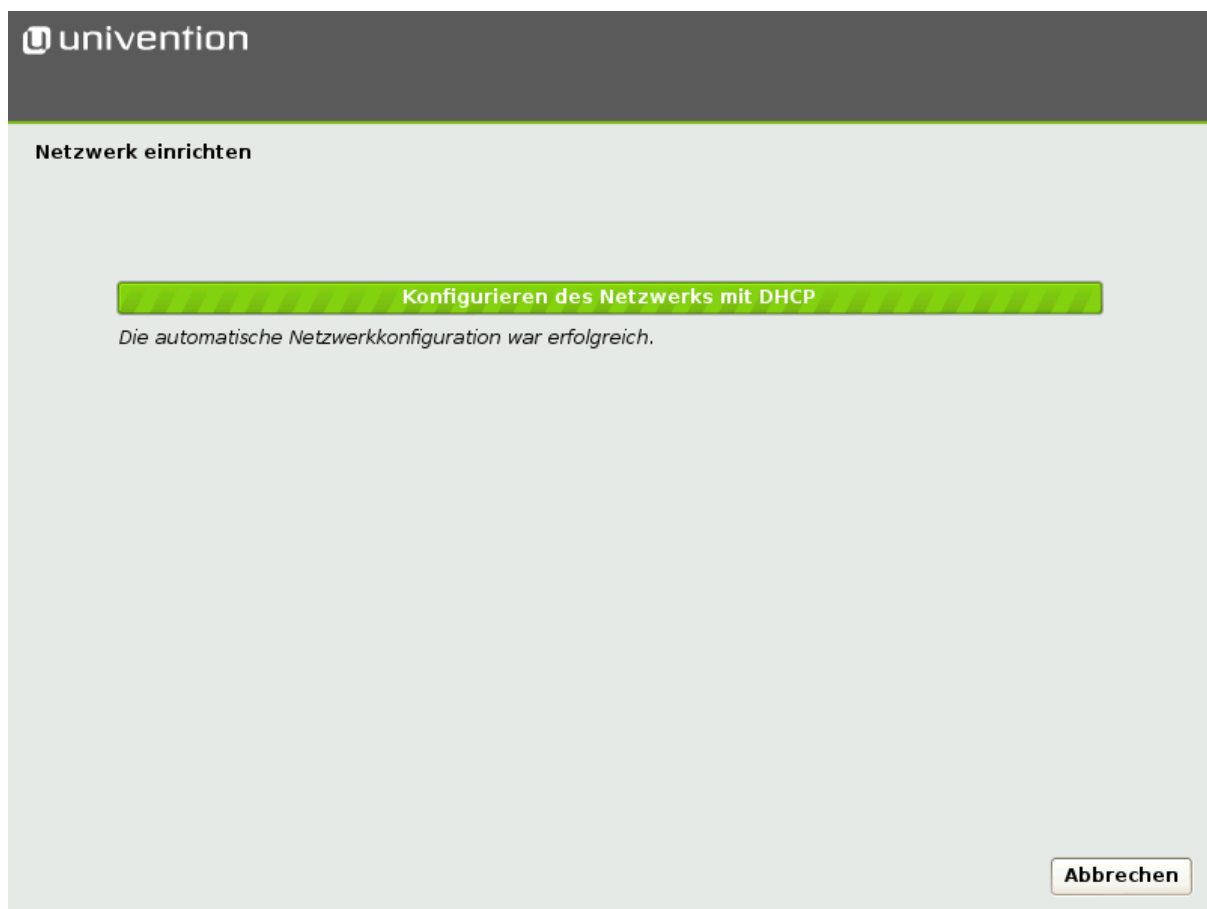 univention
Netzwerk einrichten
Konfigurieren des Netzwerks mit DHCP
Die automatische Netzwerkkonfiguration war erfolgreich.
Abbrechen